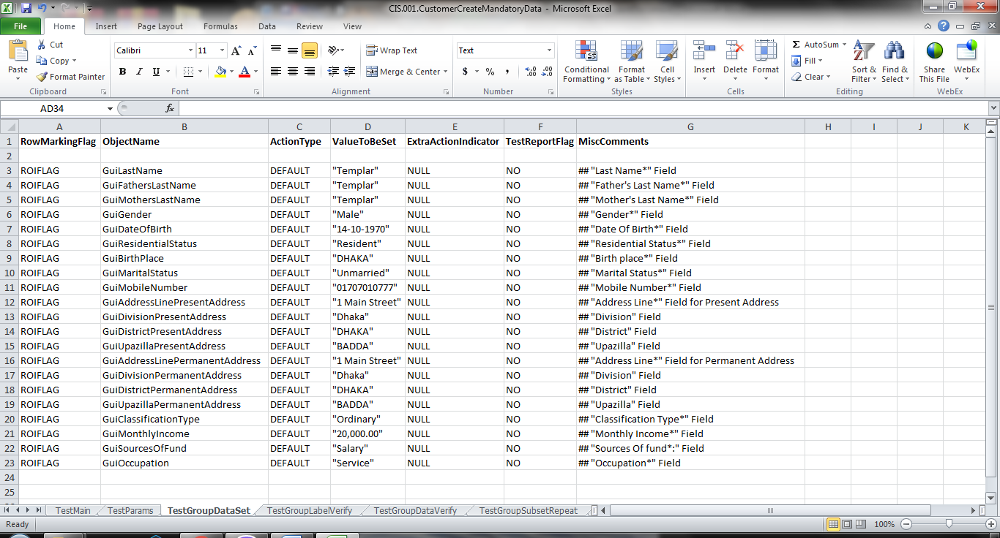 CIS.001.CustomerCreateMandatoryData - Microsoft Excel
File Home Insert Page Layout Formulas Data Review View
Paste Cut Copy Format Painter Clipboard
Calibri 11 A A B I U A Font
Wrap Text Merge & Center Alignment
Text $ % , .00 .0 Number
Conditional Formatting Format as Table Cell Styles Styles
Insert Delete Format Cells
Σ AutoSum Fill Clear Sort & Filter Find & Select Editing
Share This File WebEx WebEx
AD34 fx
A B C D E F G H I J K
1 RowMarkingFlag ObjectName ActionType ValueToBeSet ExtraActionIndicator TestReportFlag MiscComments
2
3 ROIFLAG GuiLastName DEFAULT "Templar" NULL NO ## "Last Name*" Field
4 ROIFLAG GuiFathersLastName DEFAULT "Templar" NULL NO ## "Father's Last Name*" Field
5 ROIFLAG GuiMothersLastName DEFAULT "Templar" NULL NO ## "Mother's Last Name*" Field
6 ROIFLAG GuiGender DEFAULT "Male" NULL NO ## "Gender*" Field
7 ROIFLAG GuiDateOfBirth DEFAULT "14-10-1970" NULL NO ## "Date Of Birth*" Field
8 ROIFLAG GuiResidentialStatus DEFAULT "Resident" NULL NO ## "Residential Status*" Field
9 ROIFLAG GuiBirthPlace DEFAULT "DHAKA" NULL NO ## "Birth place*" Field
10 ROIFLAG GuiMaritalStatus DEFAULT "Unmarried" NULL NO ## "Marital Status*" Field
11 ROIFLAG GuiMobileNumber DEFAULT "01707010777" NULL NO ## "Mobile Number*" Field
12 ROIFLAG GuiAddressLinePresentAddress DEFAULT "1 Main Street" NULL NO ## "Address Line*" Field for Present Address
13 ROIFLAG GuiDivisionPresentAddress DEFAULT "Dhaka" NULL NO ## "Division" Field
14 ROIFLAG GuiDistrictPresentAddress DEFAULT "DHAKA" NULL NO ## "District" Field
15 ROIFLAG GuiUpazillaPresentAddress DEFAULT "BADDA" NULL NO ## "Upazilla" Field
16 ROIFLAG GuiAddressLinePermanentAddress DEFAULT "1 Main Street" NULL NO ## "Address Line*" Field for Permanent Address
17 ROIFLAG GuiDivisionPermanentAddress DEFAULT "Dhaka" NULL NO ## "Division" Field
18 ROIFLAG GuiDistrictPermanentAddress DEFAULT "DHAKA" NULL NO ## "District" Field
19 ROIFLAG GuiUpazillaPermanentAddress DEFAULT "BADDA" NULL NO ## "Upazilla" Field
20 ROIFLAG GuiClassificationType DEFAULT "Ordinary" NULL NO ## "Classification Type*" Field
21 ROIFLAG GuiMonthlyIncome DEFAULT "20,000.00" NULL NO ## "Monthly Income*" Field
22 ROIFLAG GuiSourcesOfFund DEFAULT "Salary" NULL NO ## "Sources Of fund*:" Field
23 ROIFLAG GuiOccupation DEFAULT "Service" NULL NO ## "Occupation*" Field
24
25
TestMain TestParams TestGroupDataSet TestGroupLabelVerify TestGroupDataVerify TestGroupSubsetRepeat
Ready 100%